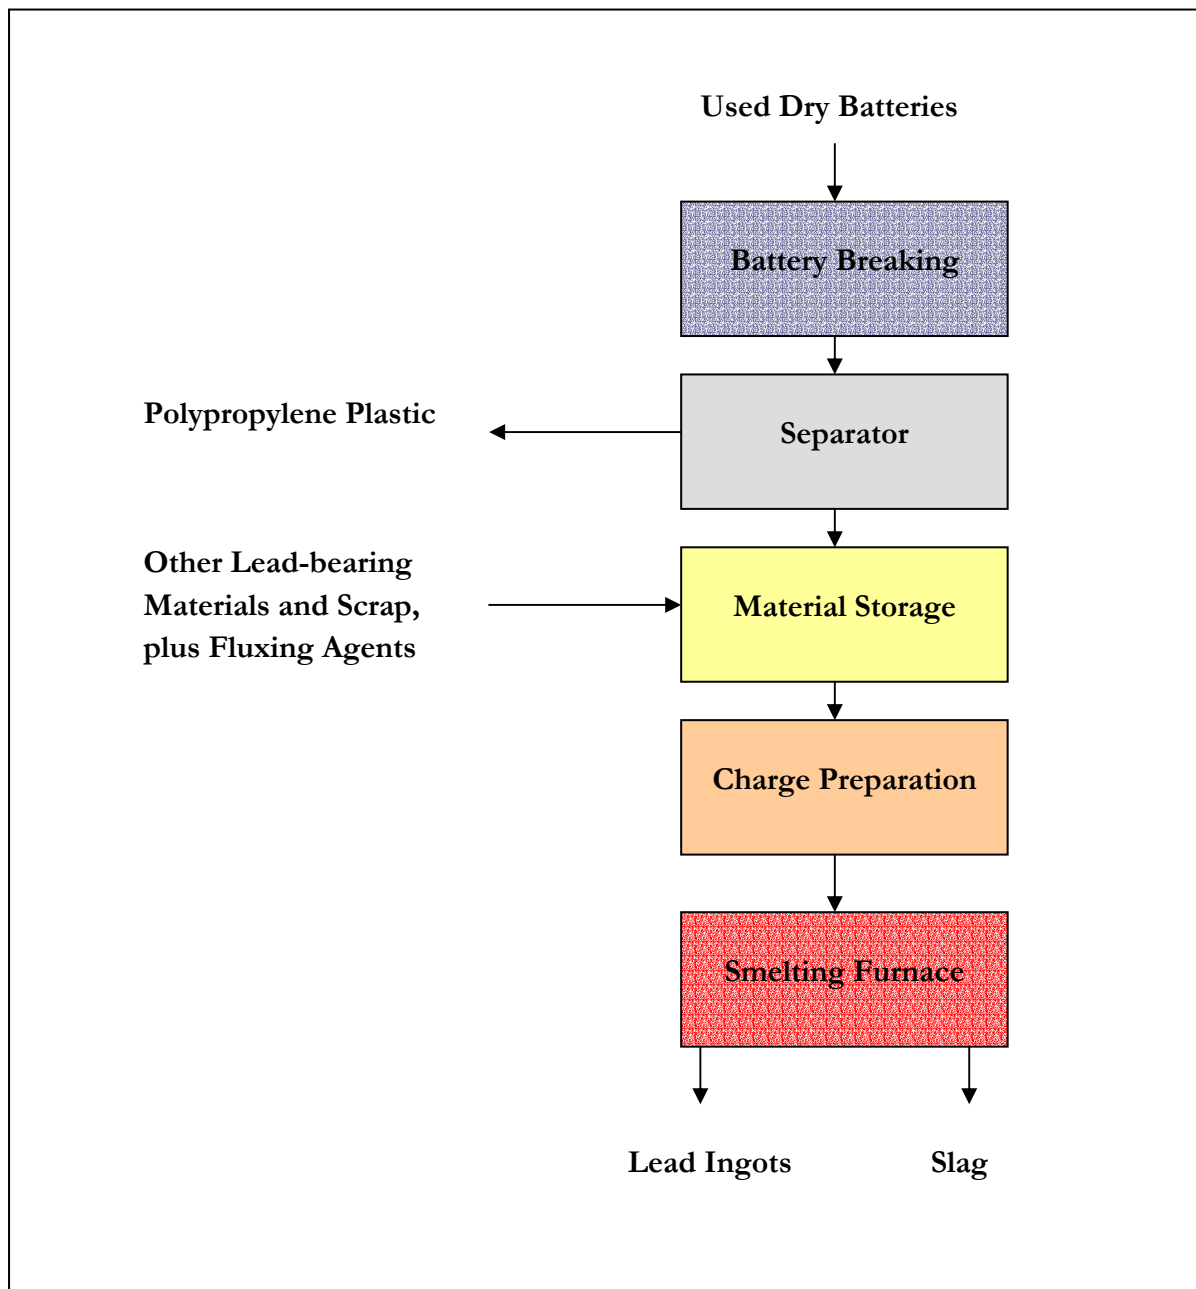 Used Dry Batteries
Battery Breaking
Polypropylene Plastic
Separator
Other Lead-bearing
Materials and Scrap,
plus Fluxing Agents
Material Storage
Charge Preparation
Smelting Furnace
Lead Ingots
Slag